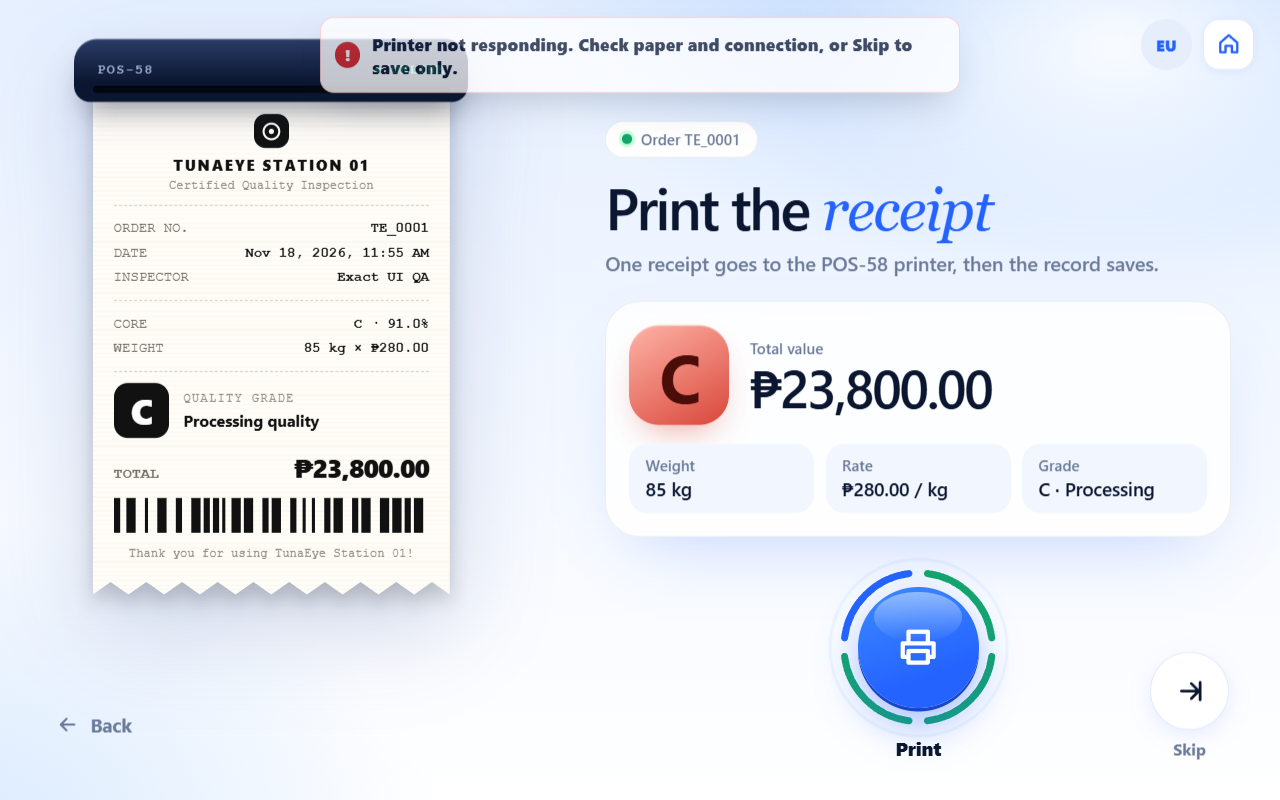 Printer not responding. Check paper and connection, or Skip to
save only.
EU
POS-58
TUNAEYE STATION 01
Certified Quality Inspection
ORDER NO. TE_0001
DATE Nov 18, 2026, 11:55 AM
INSPECTOR Exact UI QA
CORE C · 91.0%
WEIGHT 85 kg × ₱280.00
C
QUALITY GRADE
Processing quality
TOTAL ₱23,800.00
Thank you for using TunaEye Station 01!
Back
Order TE_0001
Print the receipt
One receipt goes to the POS-58 printer, then the record saves.
C
Total value
₱23,800.00
Weight
85 kg
Rate
₱280.00 / kg
Grade
C · Processing
Print
Skip